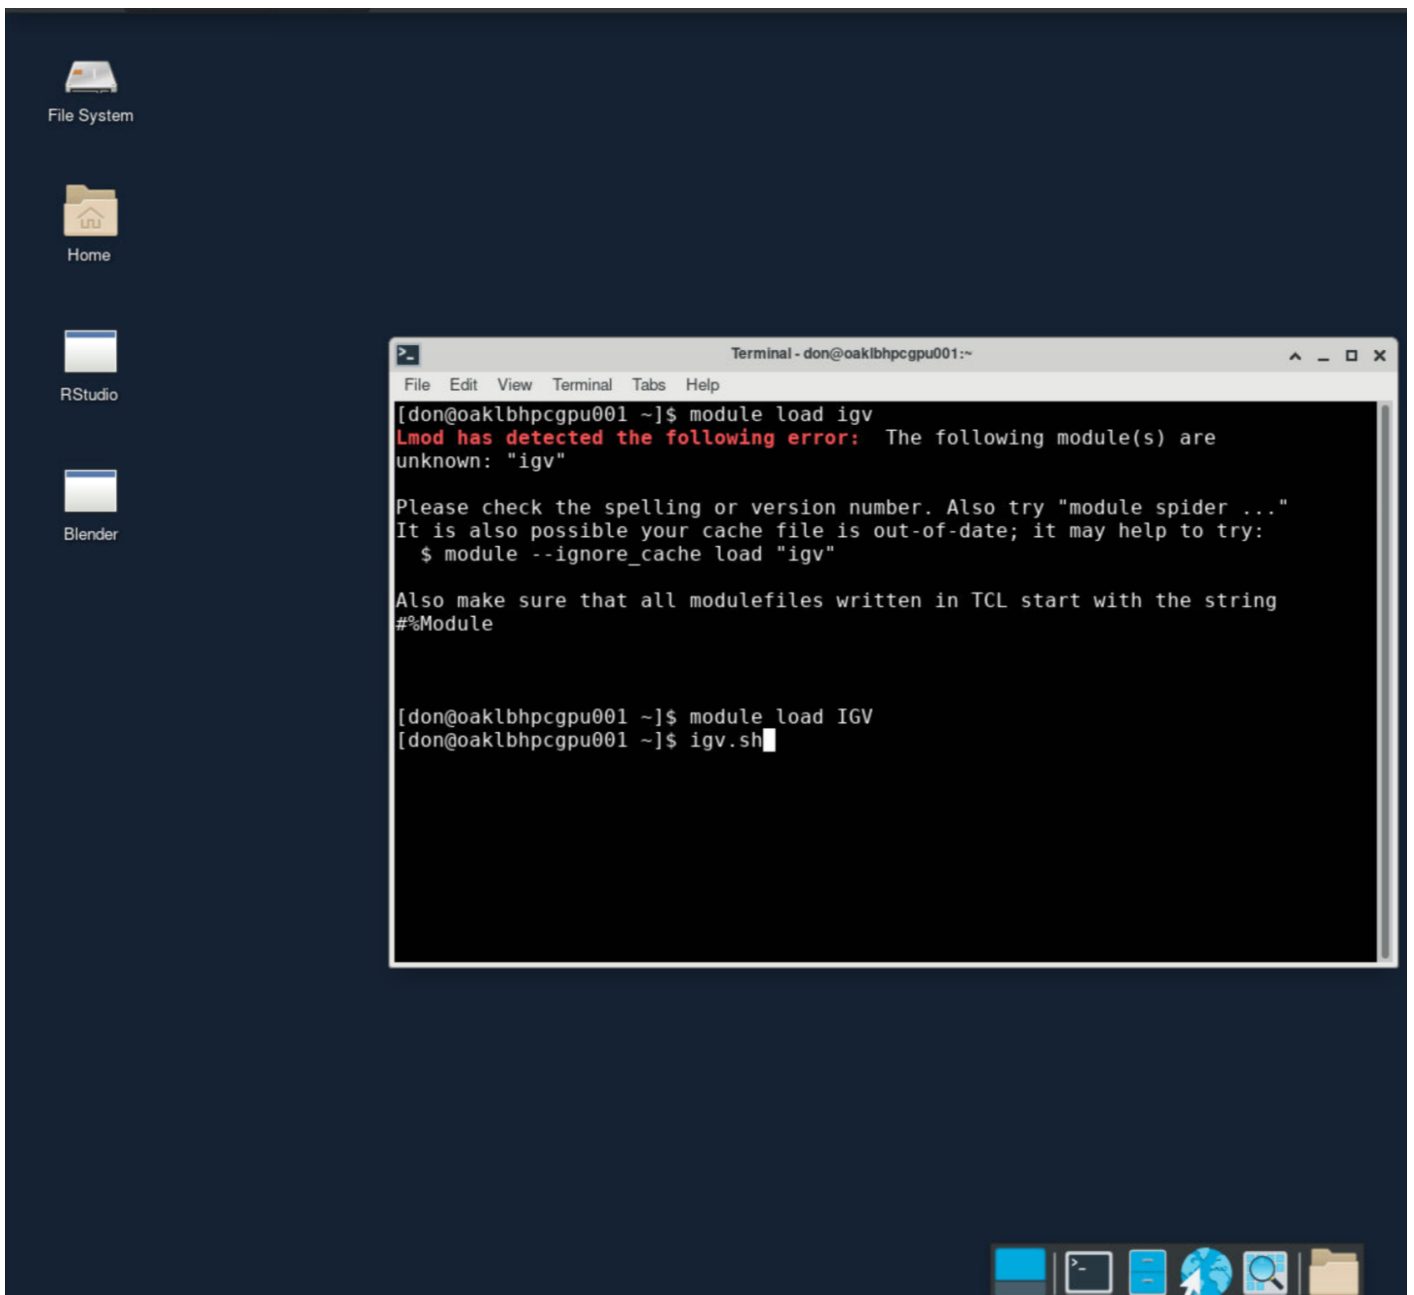 File System
Home
RStudio
Blender
Terminal - don@oaklbhpcgpu001:~
File Edit View Terminal Tabs Help
[don@oaklbhpcgpu001 ~]$ module load igv
Lmod has detected the following error:  The following module(s) are
unknown: "igv"
Please check the spelling or version number. Also try "module spider ..."
It is also possible your cache file is out-of-date; it may help to try:
  $ module --ignore_cache load "igv"
Also make sure that all modulefiles written in TCL start with the string
#%Module
[don@oaklbhpcgpu001 ~]$ module load IGV
[don@oaklbhpcgpu001 ~]$ igv.sh